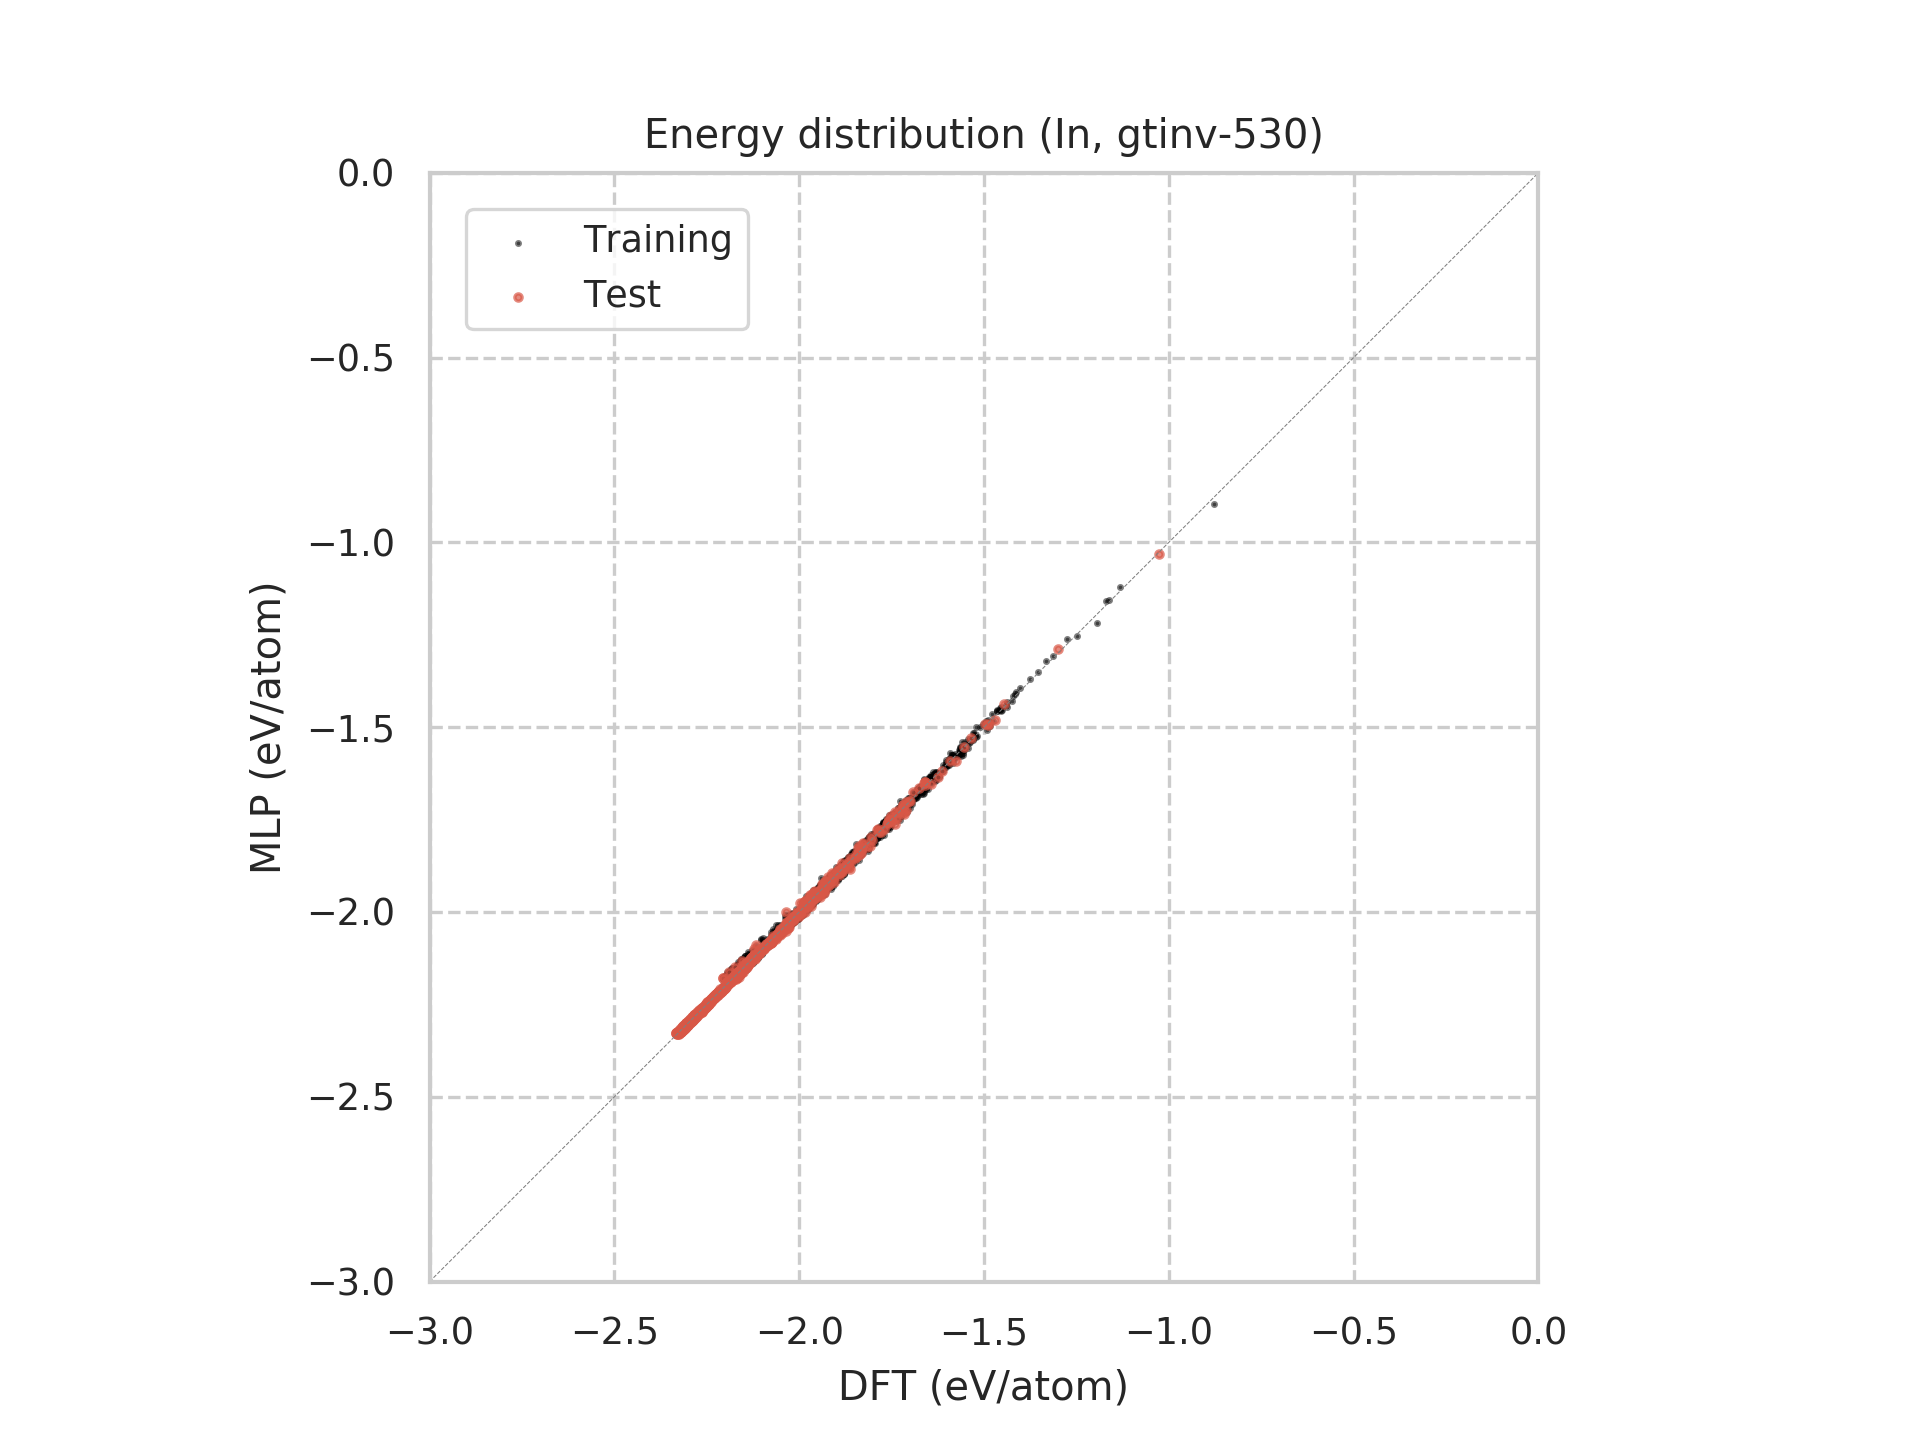 Energy distribution (In, gtinv-530)
Training
Test
0.0
−0.5
−1.0
−1.5
−2.0
−2.5
−3.0
MLP (eV/atom)
−3.0
−2.5
−2.0
−1.5
−1.0
−0.5
0.0
DFT (eV/atom)